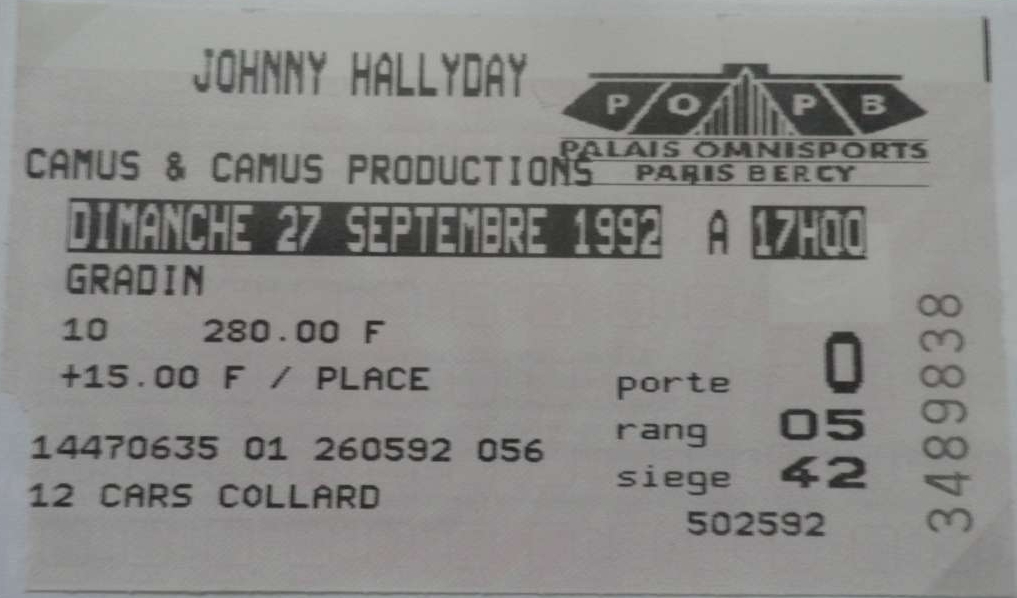 JOHNNY HALLYDAY
P O P B
PALAIS OMNISPORTS
PARIS BERCY
CAMUS & CAMUS PRODUCTIONS
DIMANCHE 27 SEPTEMBRE 1992 A 17H00
GRADIN
10 280.00 F
+15.00 F / PLACE
porte O
rang 05
siege 42
14470635 01 260592 056
12 CARS COLLARD
502592
3489838